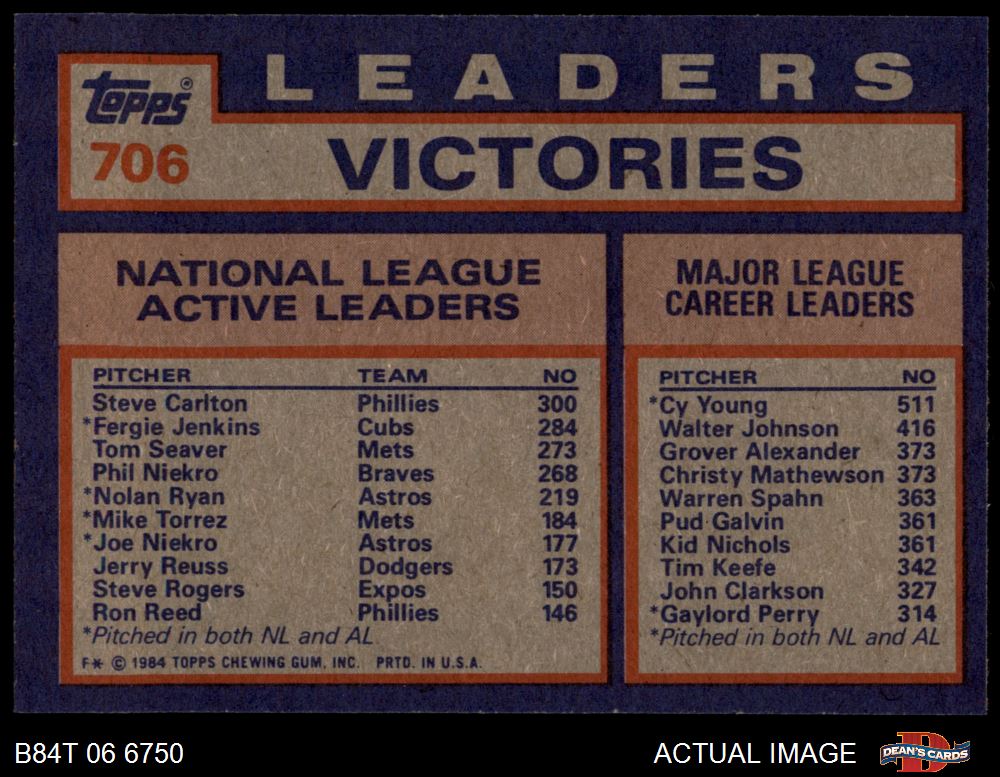 LEADERS
topps®
706
VICTORIES
NATIONAL LEAGUE
ACTIVE LEADERS
PITCHER TEAM NO
Steve Carlton Phillies 300
*Fergie Jenkins Cubs 284
Tom Seaver Mets 273
Phil Niekro Braves 268
*Nolan Ryan Astros 219
*Mike Torrez Mets 184
*Joe Niekro Astros 177
Jerry Reuss Dodgers 173
Steve Rogers Expos 150
Ron Reed Phillies 146
*Pitched in both NL and AL
F* © 1984 TOPPS CHEWING GUM, INC. PRTD. IN U.S.A.
MAJOR LEAGUE
CAREER LEADERS
PITCHER NO
*Cy Young 511
Walter Johnson 416
Grover Alexander 373
Christy Mathewson 373
Warren Spahn 363
Pud Galvin 361
Kid Nichols 361
Tim Keefe 342
John Clarkson 327
*Gaylord Perry 314
*Pitched in both NL and AL
B84T 06 6750
ACTUAL IMAGE
DEAN'S CARDS